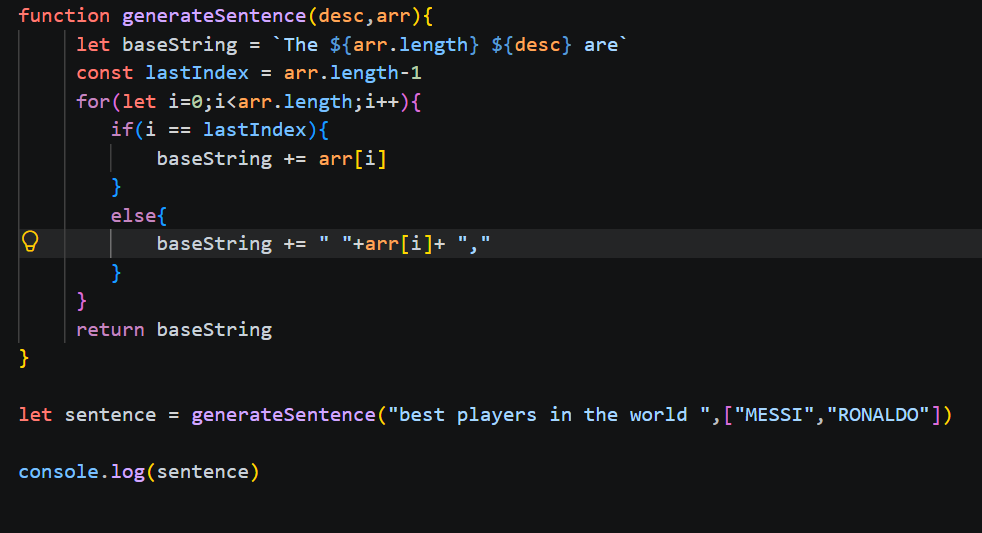 function generateSentence(desc,arr){
     let baseString = `The ${arr.length} ${desc} are`
     const lastIndex = arr.length-1
     for(let i=0;i<arr.length;i++){
        if(i == lastIndex){
            baseString += arr[i]
        }
        else{
            baseString += " "+arr[i]+ ","
        }
     }
     return baseString
}
let sentence = generateSentence("best players in the world ",["MESSI","RONALDO"])
console.log(sentence)